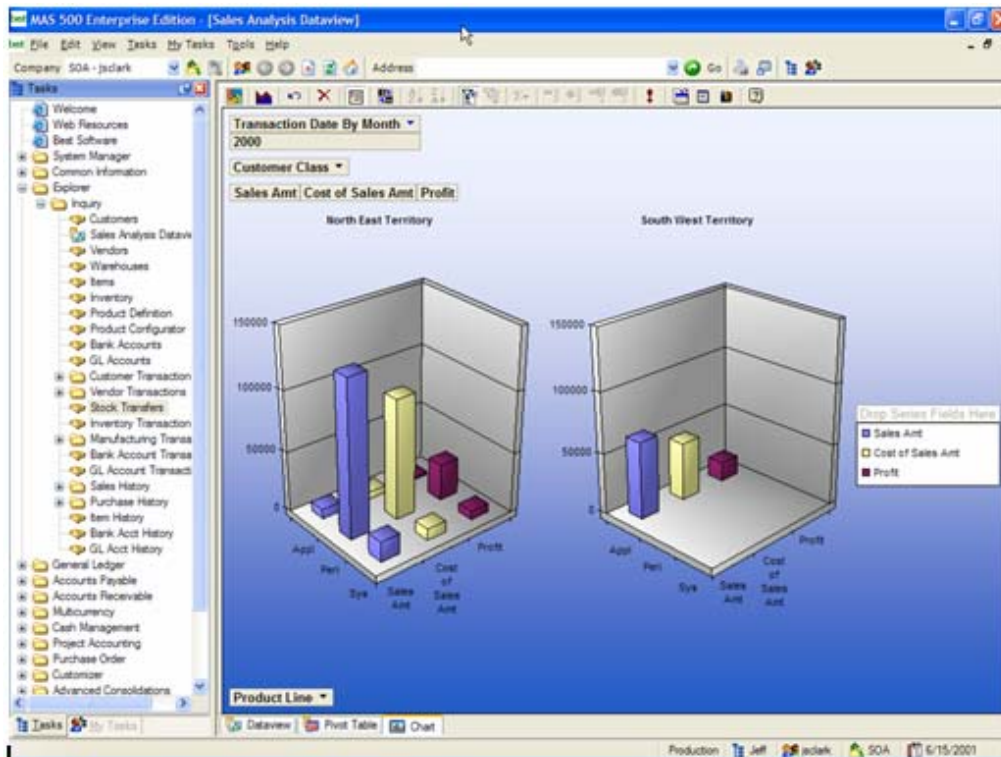 MAS 500 Enterprise Edition - [Sales Analysis Dataview]
File Edit View Tasks My Tasks Tools Help
Company SOA - jsclark Address Go
Tasks
Welcome
Web Resources
Best Software
System Manager
Common Information
Explorer
Inquiry
Customers
Sales Analysis Datavie
Vendors
Warehouses
Items
Inventory
Product Definition
Product Configurator
Bank Accounts
GL Accounts
Customer Transaction
Vendor Transactions
Stock Transfers
Inventory Transaction
Manufacturing Transa
Bank Account Transa
GL Account Transacti
Sales History
Purchase History
Item History
Bank Acct History
GL Acct History
General Ledger
Accounts Payable
Accounts Receivable
Multicurrency
Cash Management
Project Accounting
Purchase Order
Customizer
Advanced Consolidations
Tasks My Tasks
Transaction Date By Month
2000
Customer Class
Sales Amt Cost of Sales Amt Profit
North East Territory
150000
100000
50000
0
Appl
Peri
Sys
Sales Amt
Cost of Sales Amt
Profit
South West Territory
150000
100000
50000
0
Appl
Peri
Sys
Sales Amt
Cost of Sales Amt
Profit
Drop Series Fields Here
Sales Amt
Cost of Sales Amt
Profit
Product Line
Dataview Pivot Table Chart
Production Jeff jsclark SOA 6/15/2001